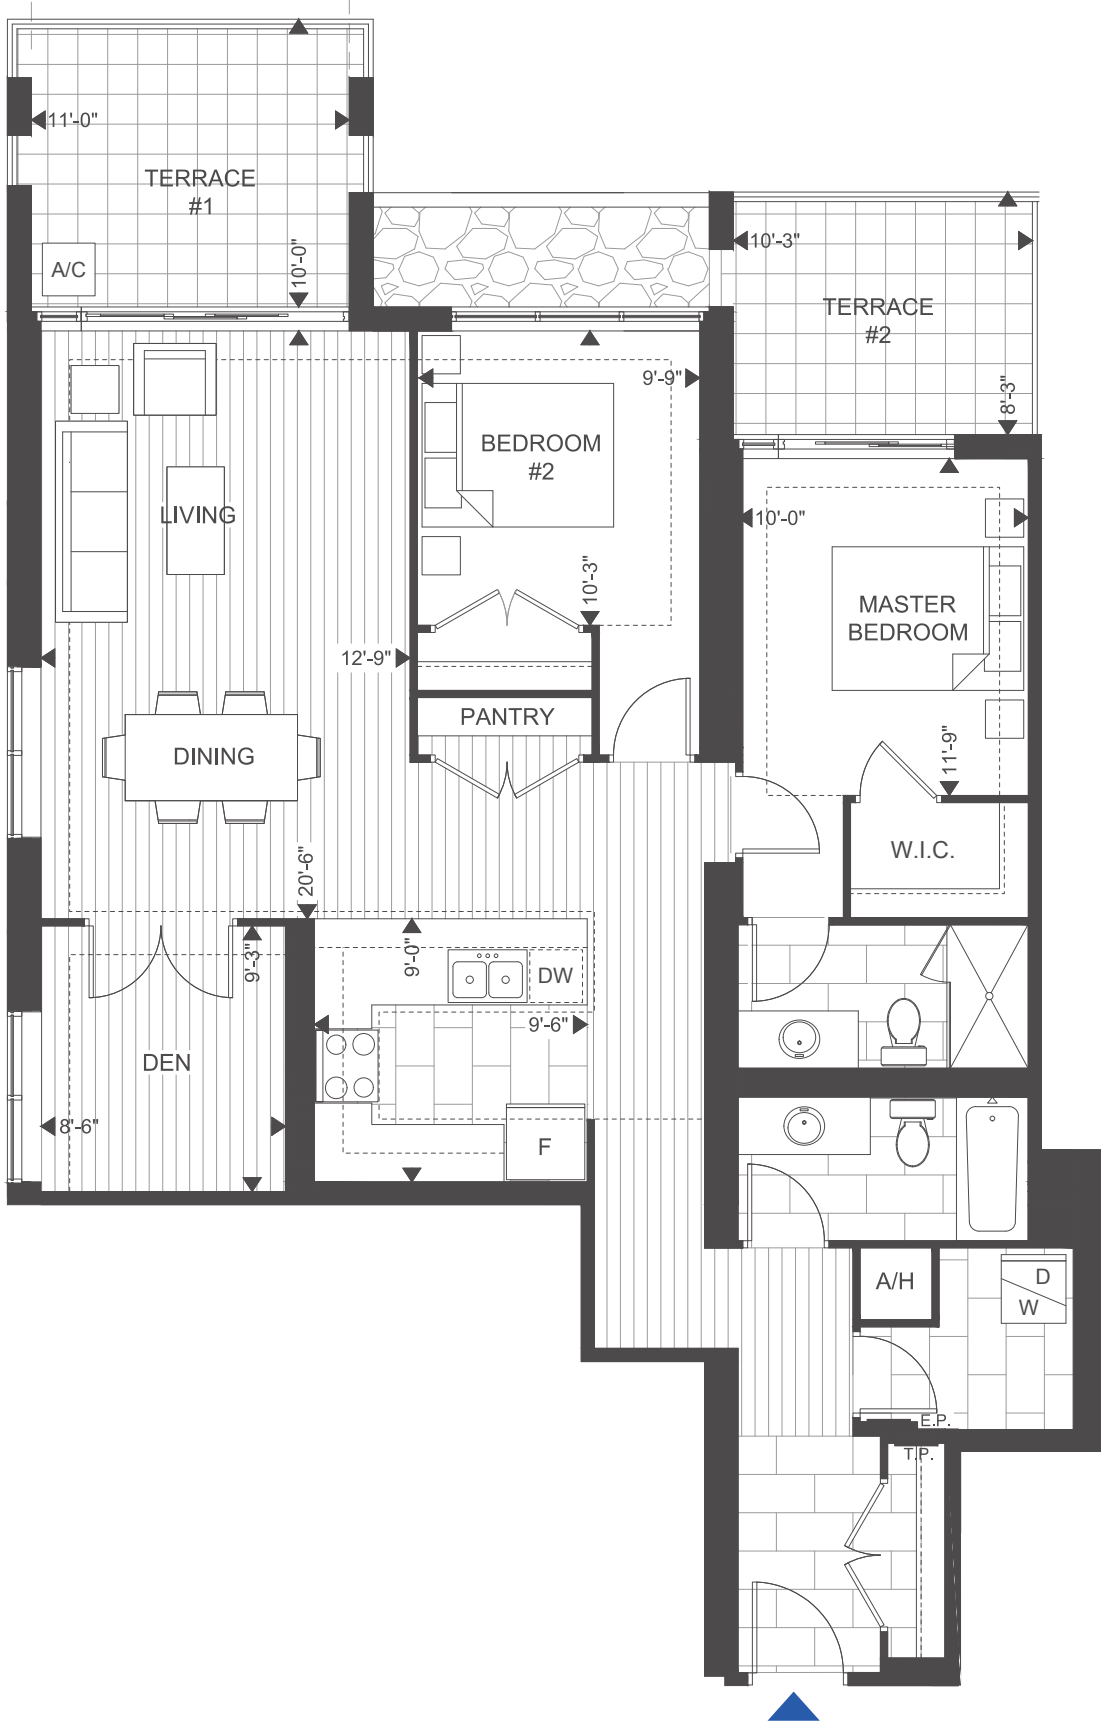 11'-0"
TERRACE
#1
A/C
10'-0"
10'-3"
TERRACE
#2
8'-3"
9'-9"
BEDROOM
#2
10'-3"
LIVING
12'-9"
10'-0"
MASTER
BEDROOM
11'-9"
PANTRY
DINING
20'-6"
W.I.C.
9'-3"
9'-0"
DW
9'-6"
DEN
8'-6"
F
A/H
D
W
E.P.
T.P.